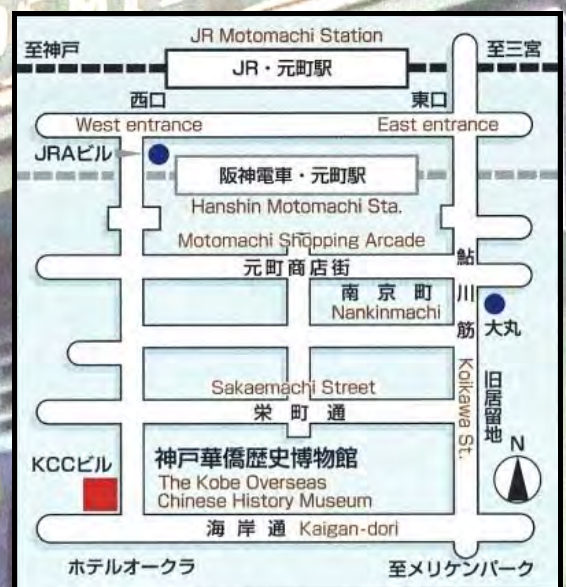 JR Motomachi Station
至神戸
JR・元町駅
至三宮
西口
東口
West entrance
East entrance
JRAビル
阪神電車・元町駅
Hanshin Motomachi Sta.
Motomachi Shopping Arcade
元町商店街
鮎川筋
南京町
Nankinmachi
大丸
Koikawa St.
旧居留地
Sakaemachi Street
栄町通
N
KCCビル
神戸華僑歴史博物館
The Kobe Overseas
Chinese History Museum
海岸通 Kaigan-dori
ホテルオークラ
至メリケンパーク